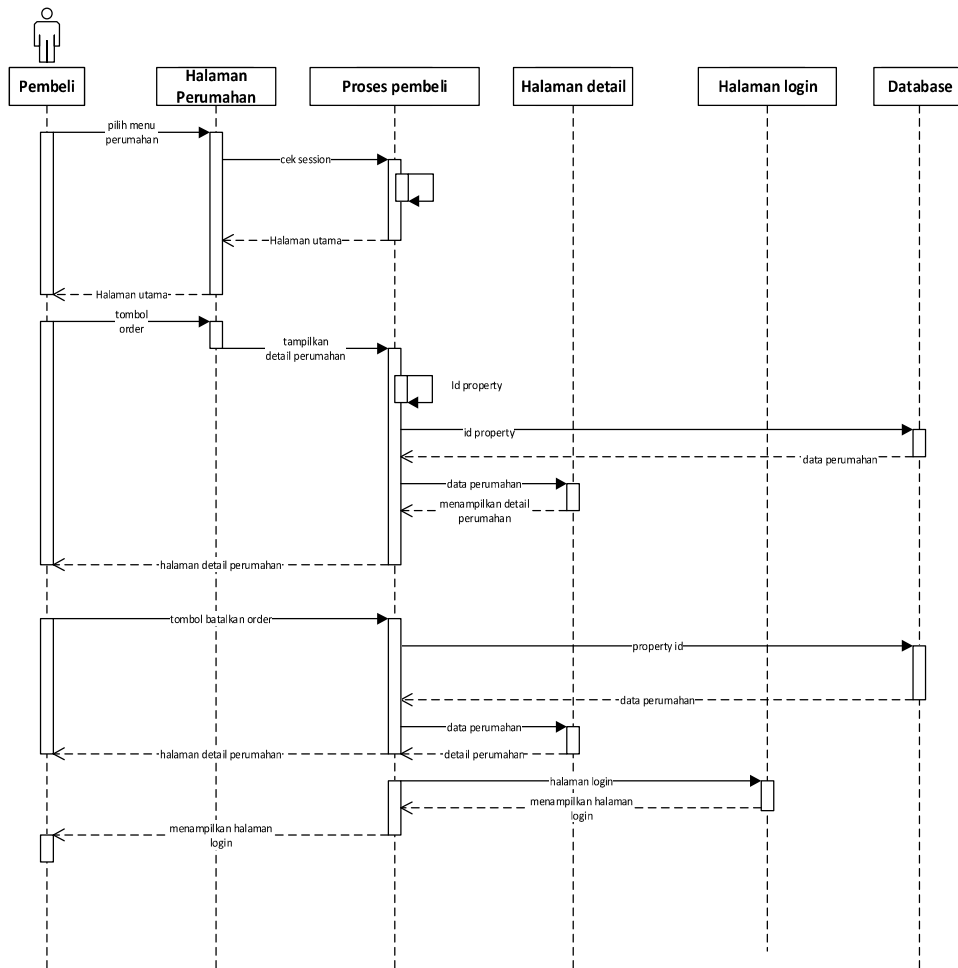 Pembeli
Halaman
Perumahan
Proses pembeli
Halaman detail
Halaman login
Database
pilih menu
perumahan
cek session
Halaman utama
Halaman utama
tombol
order
tampilkan
detail perumahan
Id property
id property
data perumahan
data perumahan
menampilkan detail
perumahan
halaman detail perumahan
tombol batalkan order
property id
data perumahan
data perumahan
halaman detail perumahan
detail perumahan
halaman login
menampilkan halaman
login
menampilkan halaman
login